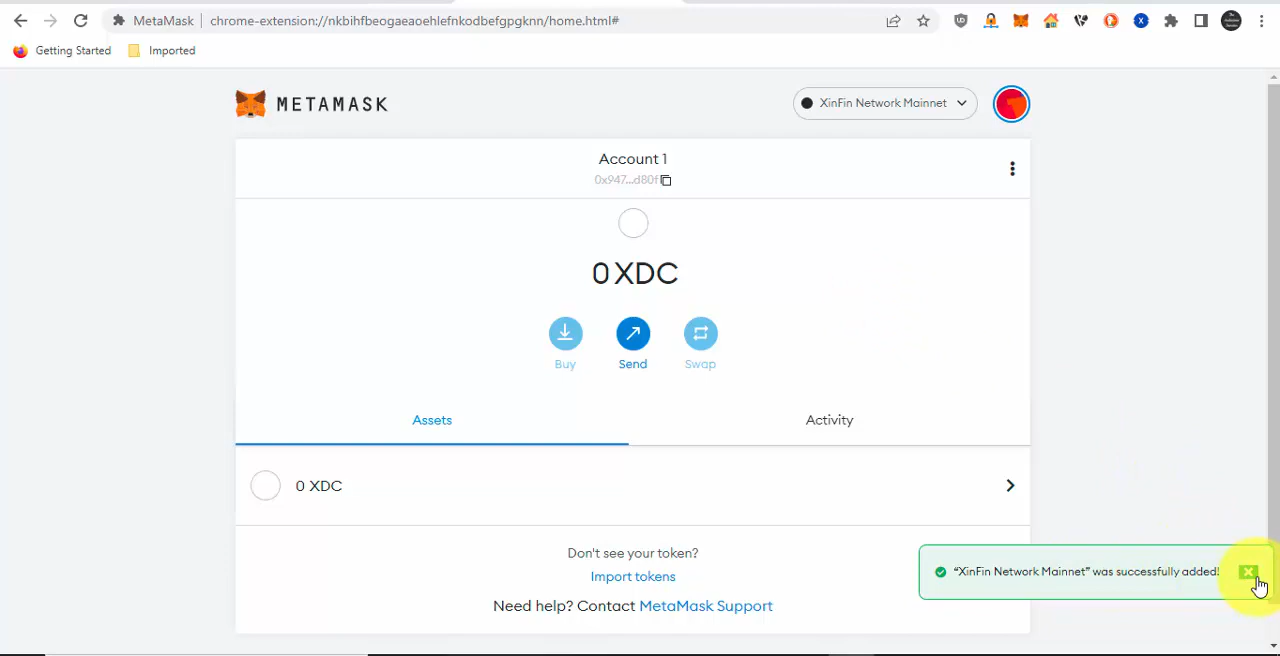 MetaMask chrome-extension://nkbihfbeogaeaoehlefnkodbefgpgknn/home.html#
Getting Started Imported
METAMASK
XinFin Network Mainnet
Account 1
0x947...d80f
0 XDC
Buy Send Swap
Assets Activity
0 XDC
Don't see your token?
Import tokens
“XinFin Network Mainnet” was successfully added!
Need help? Contact MetaMask Support